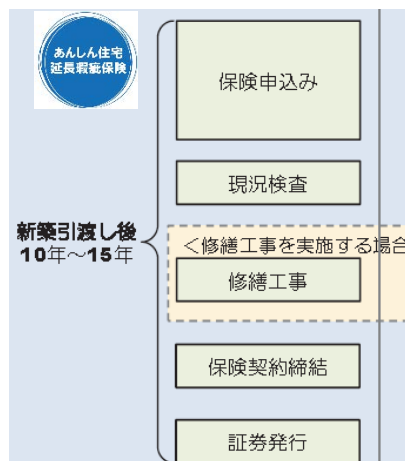 あんしん住宅
延長瑕疵保険
保険申込み
現況検査
新築引渡し後
10年～15年
＜修繕工事を実施する場合
修繕工事
保険契約締結
証券発行